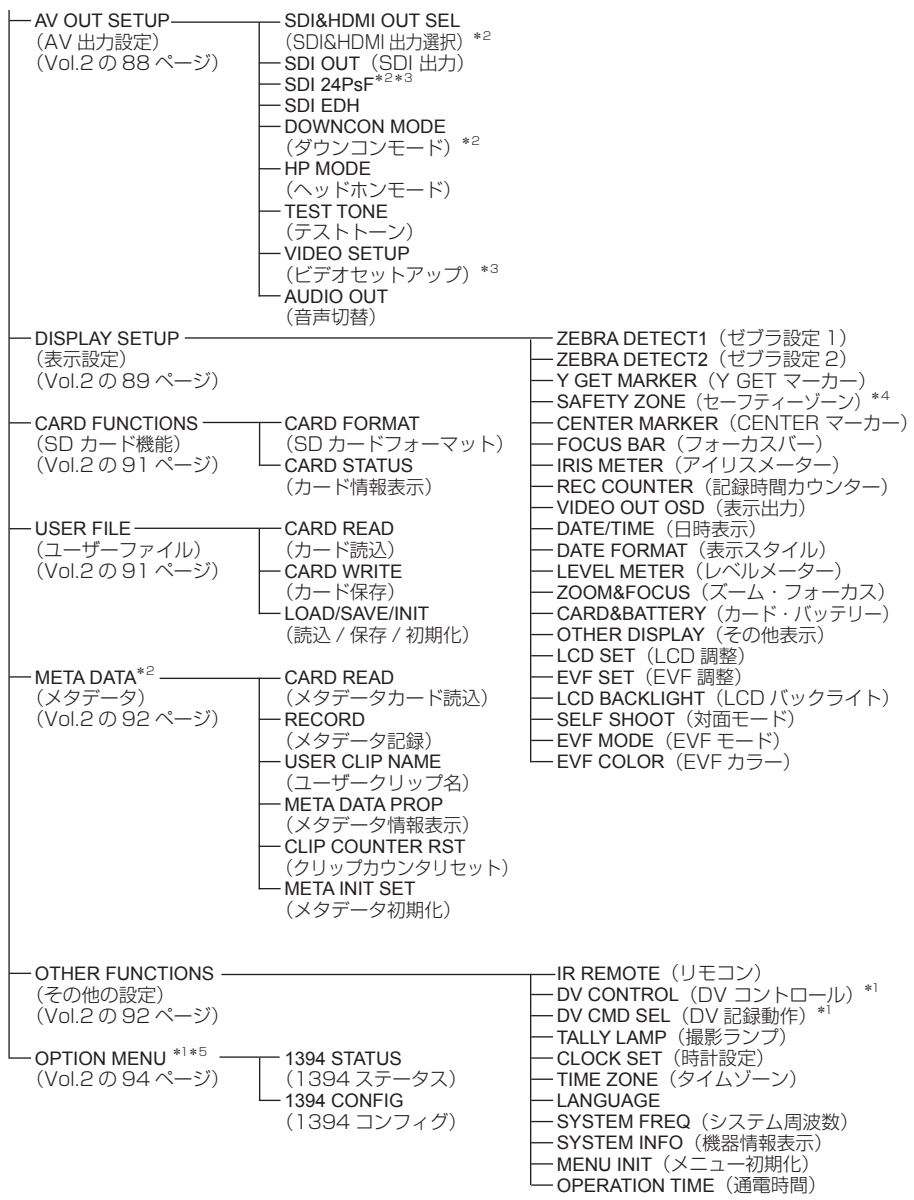 AV OUT SETUP
(AV 出力設定)
(Vol.2 の 88 ページ)
SDI&HDMI OUT SEL
(SDI&HDMI 出力選択) *2
SDI OUT (SDI 出力)
SDI 24PsF*2*3
SDI EDH
DOWNCON MODE
(ダウンコンモード) *2
HP MODE
(ヘッドホンモード)
TEST TONE
(テストトーン)
VIDEO SETUP
(ビデオセットアップ) *3
AUDIO OUT
(音声切替)
DISPLAY SETUP
(表示設定)
(Vol.2 の 89 ページ)
ZEBRA DETECT1 (ゼブラ設定 1)
ZEBRA DETECT2 (ゼブラ設定 2)
Y GET MARKER (Y GET マーカー)
SAFETY ZONE (セーフティーゾーン) *4
CENTER MARKER (CENTER マーカー)
FOCUS BAR (フォーカスバー)
IRIS METER (アイリスメーター)
REC COUNTER (記録時間カウンター)
VIDEO OUT OSD (表示出力)
DATE/TIME (日時表示)
DATE FORMAT (表示スタイル)
LEVEL METER (レベルメーター)
ZOOM&FOCUS (ズーム・フォーカス)
CARD&BATTERY (カード・バッテリー)
OTHER DISPLAY (その他表示)
LCD SET (LCD 調整)
EVF SET (EVF 調整)
LCD BACKLIGHT (LCD バックライト)
SELF SHOOT (対面モード)
EVF MODE (EVF モード)
EVF COLOR (EVF カラー)
CARD FUNCTIONS
(SD カード機能)
(Vol.2 の 91 ページ)
CARD FORMAT
(SD カードフォーマット)
CARD STATUS
(カード情報表示)
USER FILE
(ユーザーファイル)
(Vol.2 の 91 ページ)
CARD READ
(カード読込)
CARD WRITE
(カード保存)
LOAD/SAVE/INIT
(読込 / 保存 / 初期化)
META DATA*2
(メタデータ)
(Vol.2 の 92 ページ)
CARD READ
(メタデータカード読込)
RECORD
(メタデータ記録)
USER CLIP NAME
(ユーザークリップ名)
META DATA PROP
(メタデータ情報表示)
CLIP COUNTER RST
(クリップカウンタリセット)
META INIT SET
(メタデータ初期化)
OTHER FUNCTIONS
(その他の設定)
(Vol.2 の 92 ページ)
IR REMOTE (リモコン)
DV CONTROL (DV コントロール) *1
DV CMD SEL (DV 記録動作) *1
TALLY LAMP (撮影ランプ)
CLOCK SET (時計設定)
TIME ZONE (タイムゾーン)
LANGUAGE
SYSTEM FREQ (システム周波数)
SYSTEM INFO (機器情報表示)
MENU INIT (メニュー初期化)
OPERATION TIME (通電時間)
OPTION MENU *1*5
(Vol.2 の 94 ページ)
1394 STATUS
(1394 ステータス)
1394 CONFIG
(1394 コンフィグ)